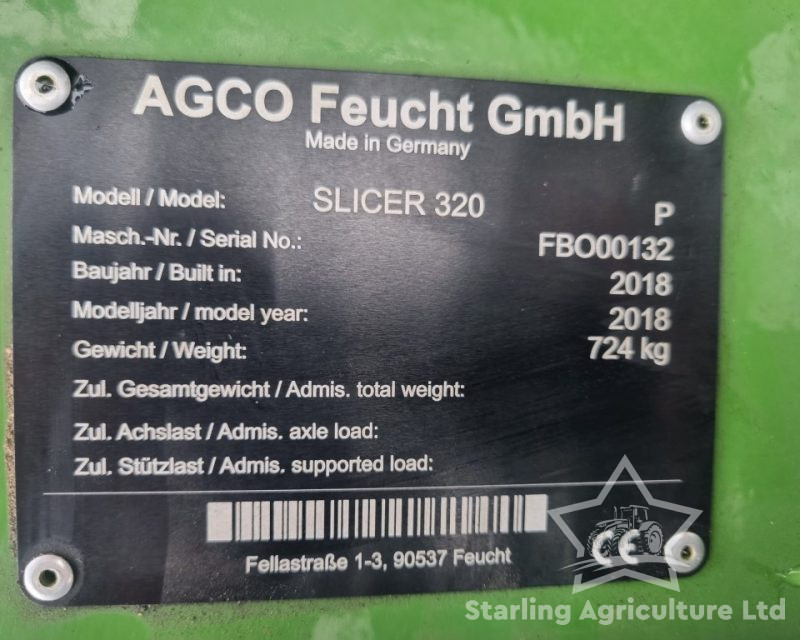 AGCO Feucht GmbH
Made in Germany
Modell / Model: SLICER 320 P
Masch.-Nr. / Serial No.: FBO00132
Baujahr / Built in: 2018
Modelljahr / model year: 2018
Gewicht / Weight: 724 kg
Zul. Gesamtgewicht / Admis. total weight:
Zul. Achslast / Admis. axle load:
Zul. Stützlast / Admis. supported load:
CE
Fellastraße 1-3, 90537 Feucht
Starling Agriculture Ltd